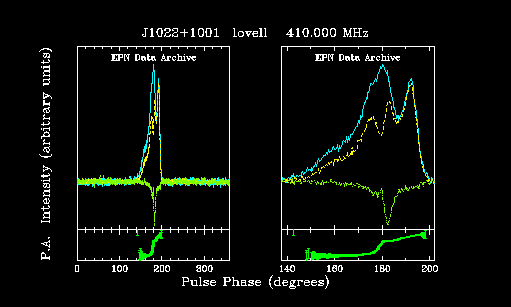 J1022+1001 lovell 410.000 MHz
EPN Data Archive
EPN Data Archive
Intensity (arbitrary units)
P.A.
0 100 200 300
140 160 180 200
Pulse Phase (degrees)